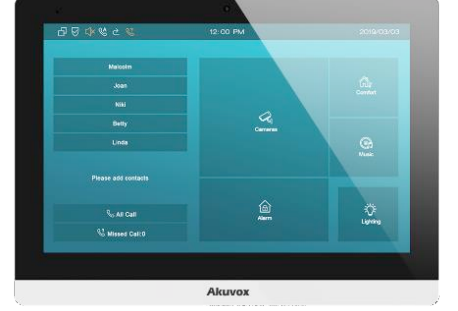 12:00 PM
2019/03/03
Malcolm
Joan
Niki
Betty
Linda
Please add contacts
All Call
Missed Call:0
Cameras
Alarm
Comfort
Music
Lighting
Akuvox